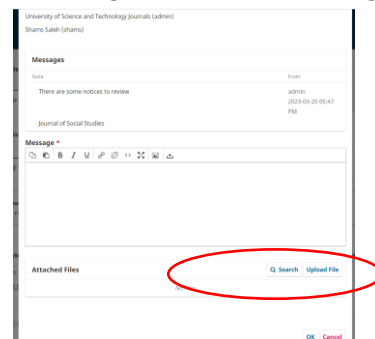 University of Science and Technology Journals (admin)
Shams Saleh (shams)
Messages
Note From
There are some notices to review admin
2023-03-20 05:47
PM
Journal of Social Studies
Message *
B I U
Attached Files Search Upload File
OK Cancel